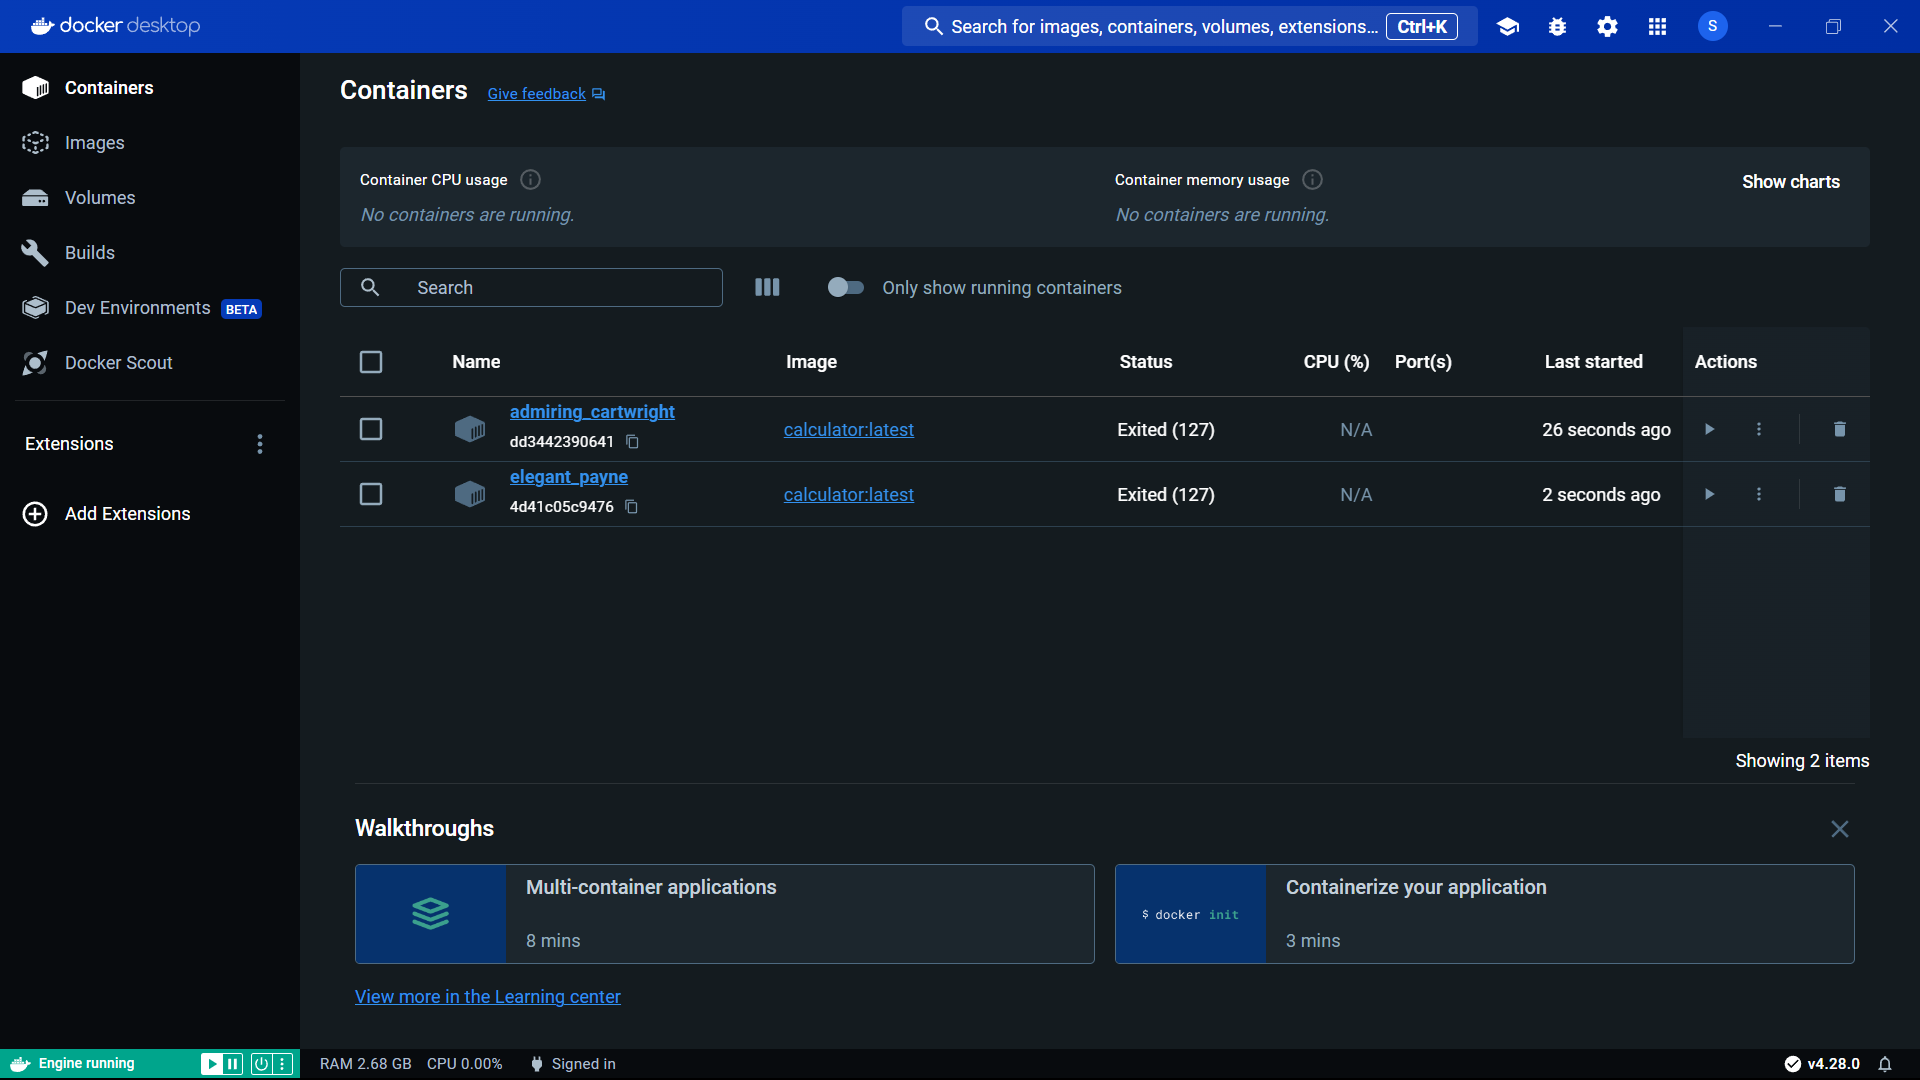 docker desktop
Search for images, containers, volumes, extensions... Ctrl+K
S
Containers
Images
Volumes
Builds
Dev Environments BETA
Docker Scout
Extensions
Add Extensions
Containers Give feedback
Container CPU usage
No containers are running.
Container memory usage
No containers are running.
Show charts
Search
Only show running containers
Name Image Status CPU (%) Port(s) Last started Actions
admiring_cartwright
dd3442390641
calculator:latest Exited (127) N/A 26 seconds ago
elegant_payne
4d41c05c9476
calculator:latest Exited (127) N/A 2 seconds ago
Showing 2 items
Walkthroughs
Multi-container applications
8 mins
$ docker init
Containerize your application
3 mins
View more in the Learning center
Engine running
RAM 2.68 GB CPU 0.00% Signed in
v4.28.0